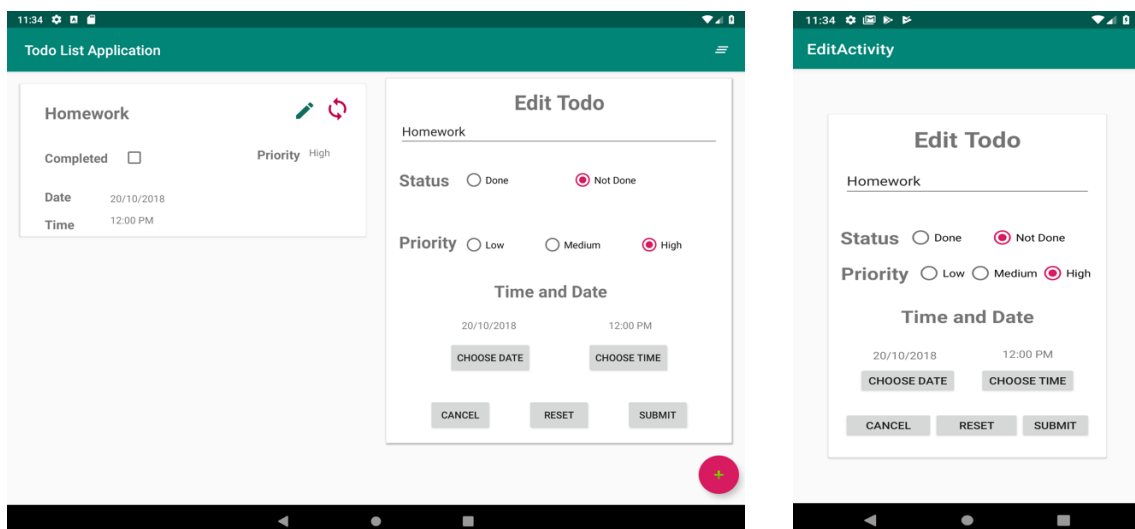 11:34
Todo List Application
Homework
Completed
Priority High
Date 20/10/2018
Time 12:00 PM
Edit Todo
Homework
Status Done Not Done
Priority Low Medium High
Time and Date
20/10/2018 12:00 PM
CHOOSE DATE CHOOSE TIME
CANCEL RESET SUBMIT
+
11:34
EditActivity
Edit Todo
Homework
Status Done Not Done
Priority Low Medium High
Time and Date
20/10/2018 12:00 PM
CHOOSE DATE CHOOSE TIME
CANCEL RESET SUBMIT